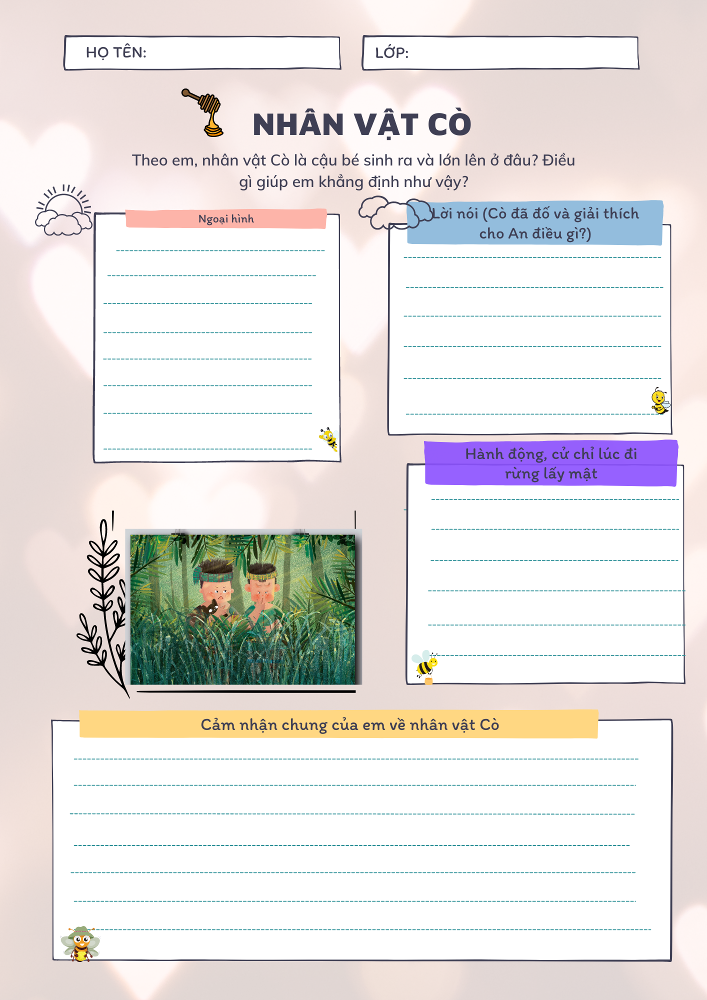 HỌ TÊN:
LỚP:
NHÂN VẬT CÒ
Theo em, nhân vật Cò là cậu bé sinh ra và lớn lên ở đâu? Điều
gì giúp em khẳng định như vậy?
Ngoại hình
Lời nói (Cò đã đố và giải thích
cho An điều gì?)
Hành động, cử chỉ lúc đi
rừng lấy mật
Cảm nhận chung của em về nhân vật Cò